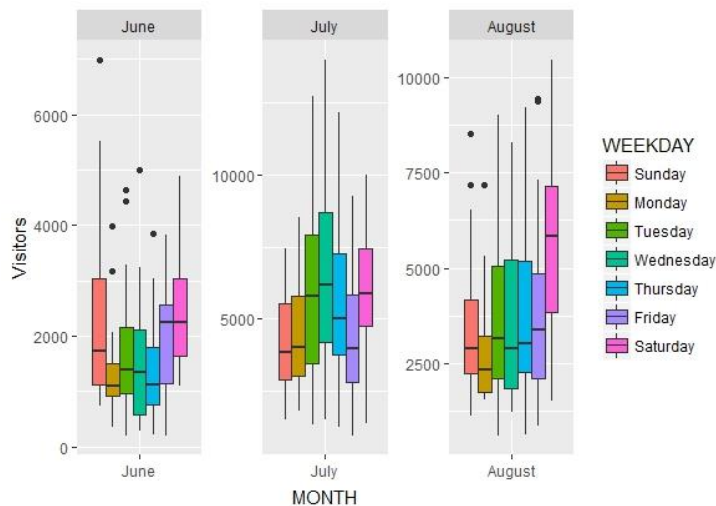 June
July
August
6000
4000
2000
0
Visitors
10000
5000
10000
7500
5000
2500
June
July
August
MONTH
WEEKDAY
Sunday
Monday
Tuesday
Wednesday
Thursday
Friday
Saturday